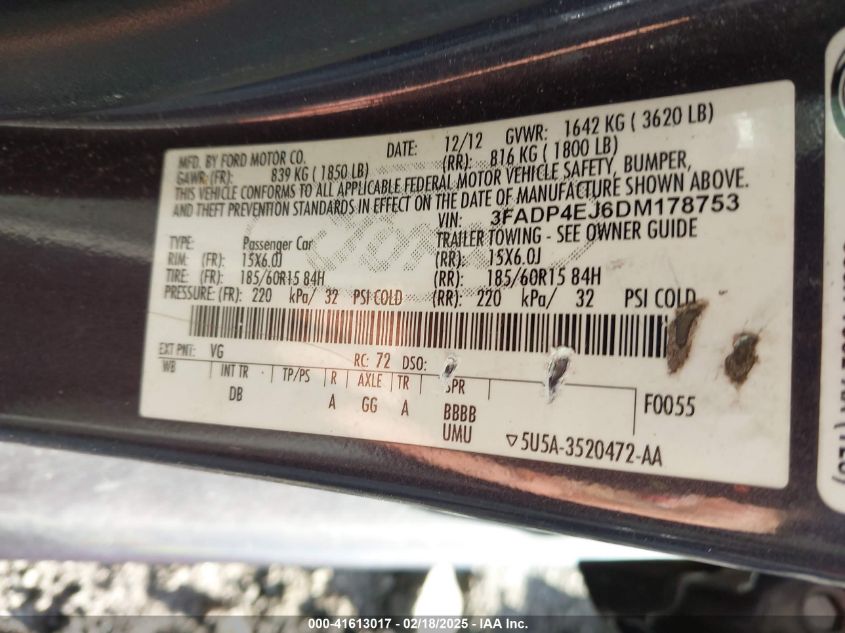 MFD. BY FORD MOTOR CO. DATE: 12/12 GVWR: 1642 KG ( 3620 LB)
GAWR: (FR): 839 KG ( 1850 LB) (RR): 816 KG ( 1800 LB)
THIS VEHICLE CONFORMS TO ALL APPLICABLE FEDERAL MOTOR VEHICLE SAFETY, BUMPER,
AND THEFT PREVENTION STANDARDS IN EFFECT ON THE DATE OF MANUFACTURE SHOWN ABOVE.
VIN: 3FADP4EJ6DM178753
TYPE: Passenger Car TRAILER TOWING - SEE OWNER GUIDE
RIM: (FR): 15X6.0J (RR): 15X6.0J
TIRE: (FR): 185/60R15 84H (RR): 185/60R15 84H
PRESSURE: (FR): 220 kPa/ 32 PSI COLD (RR): 220 kPa/ 32 PSI COLD
EXT PNT: VG RC: 72 DSO:
WB INT TR TP/PS R AXLE TR SPR
DB A GG A BBBB F0055
UMU ▽5U5A-3520472-AA
Ford
000-41613017 - 02/18/2025 - IAA Inc.